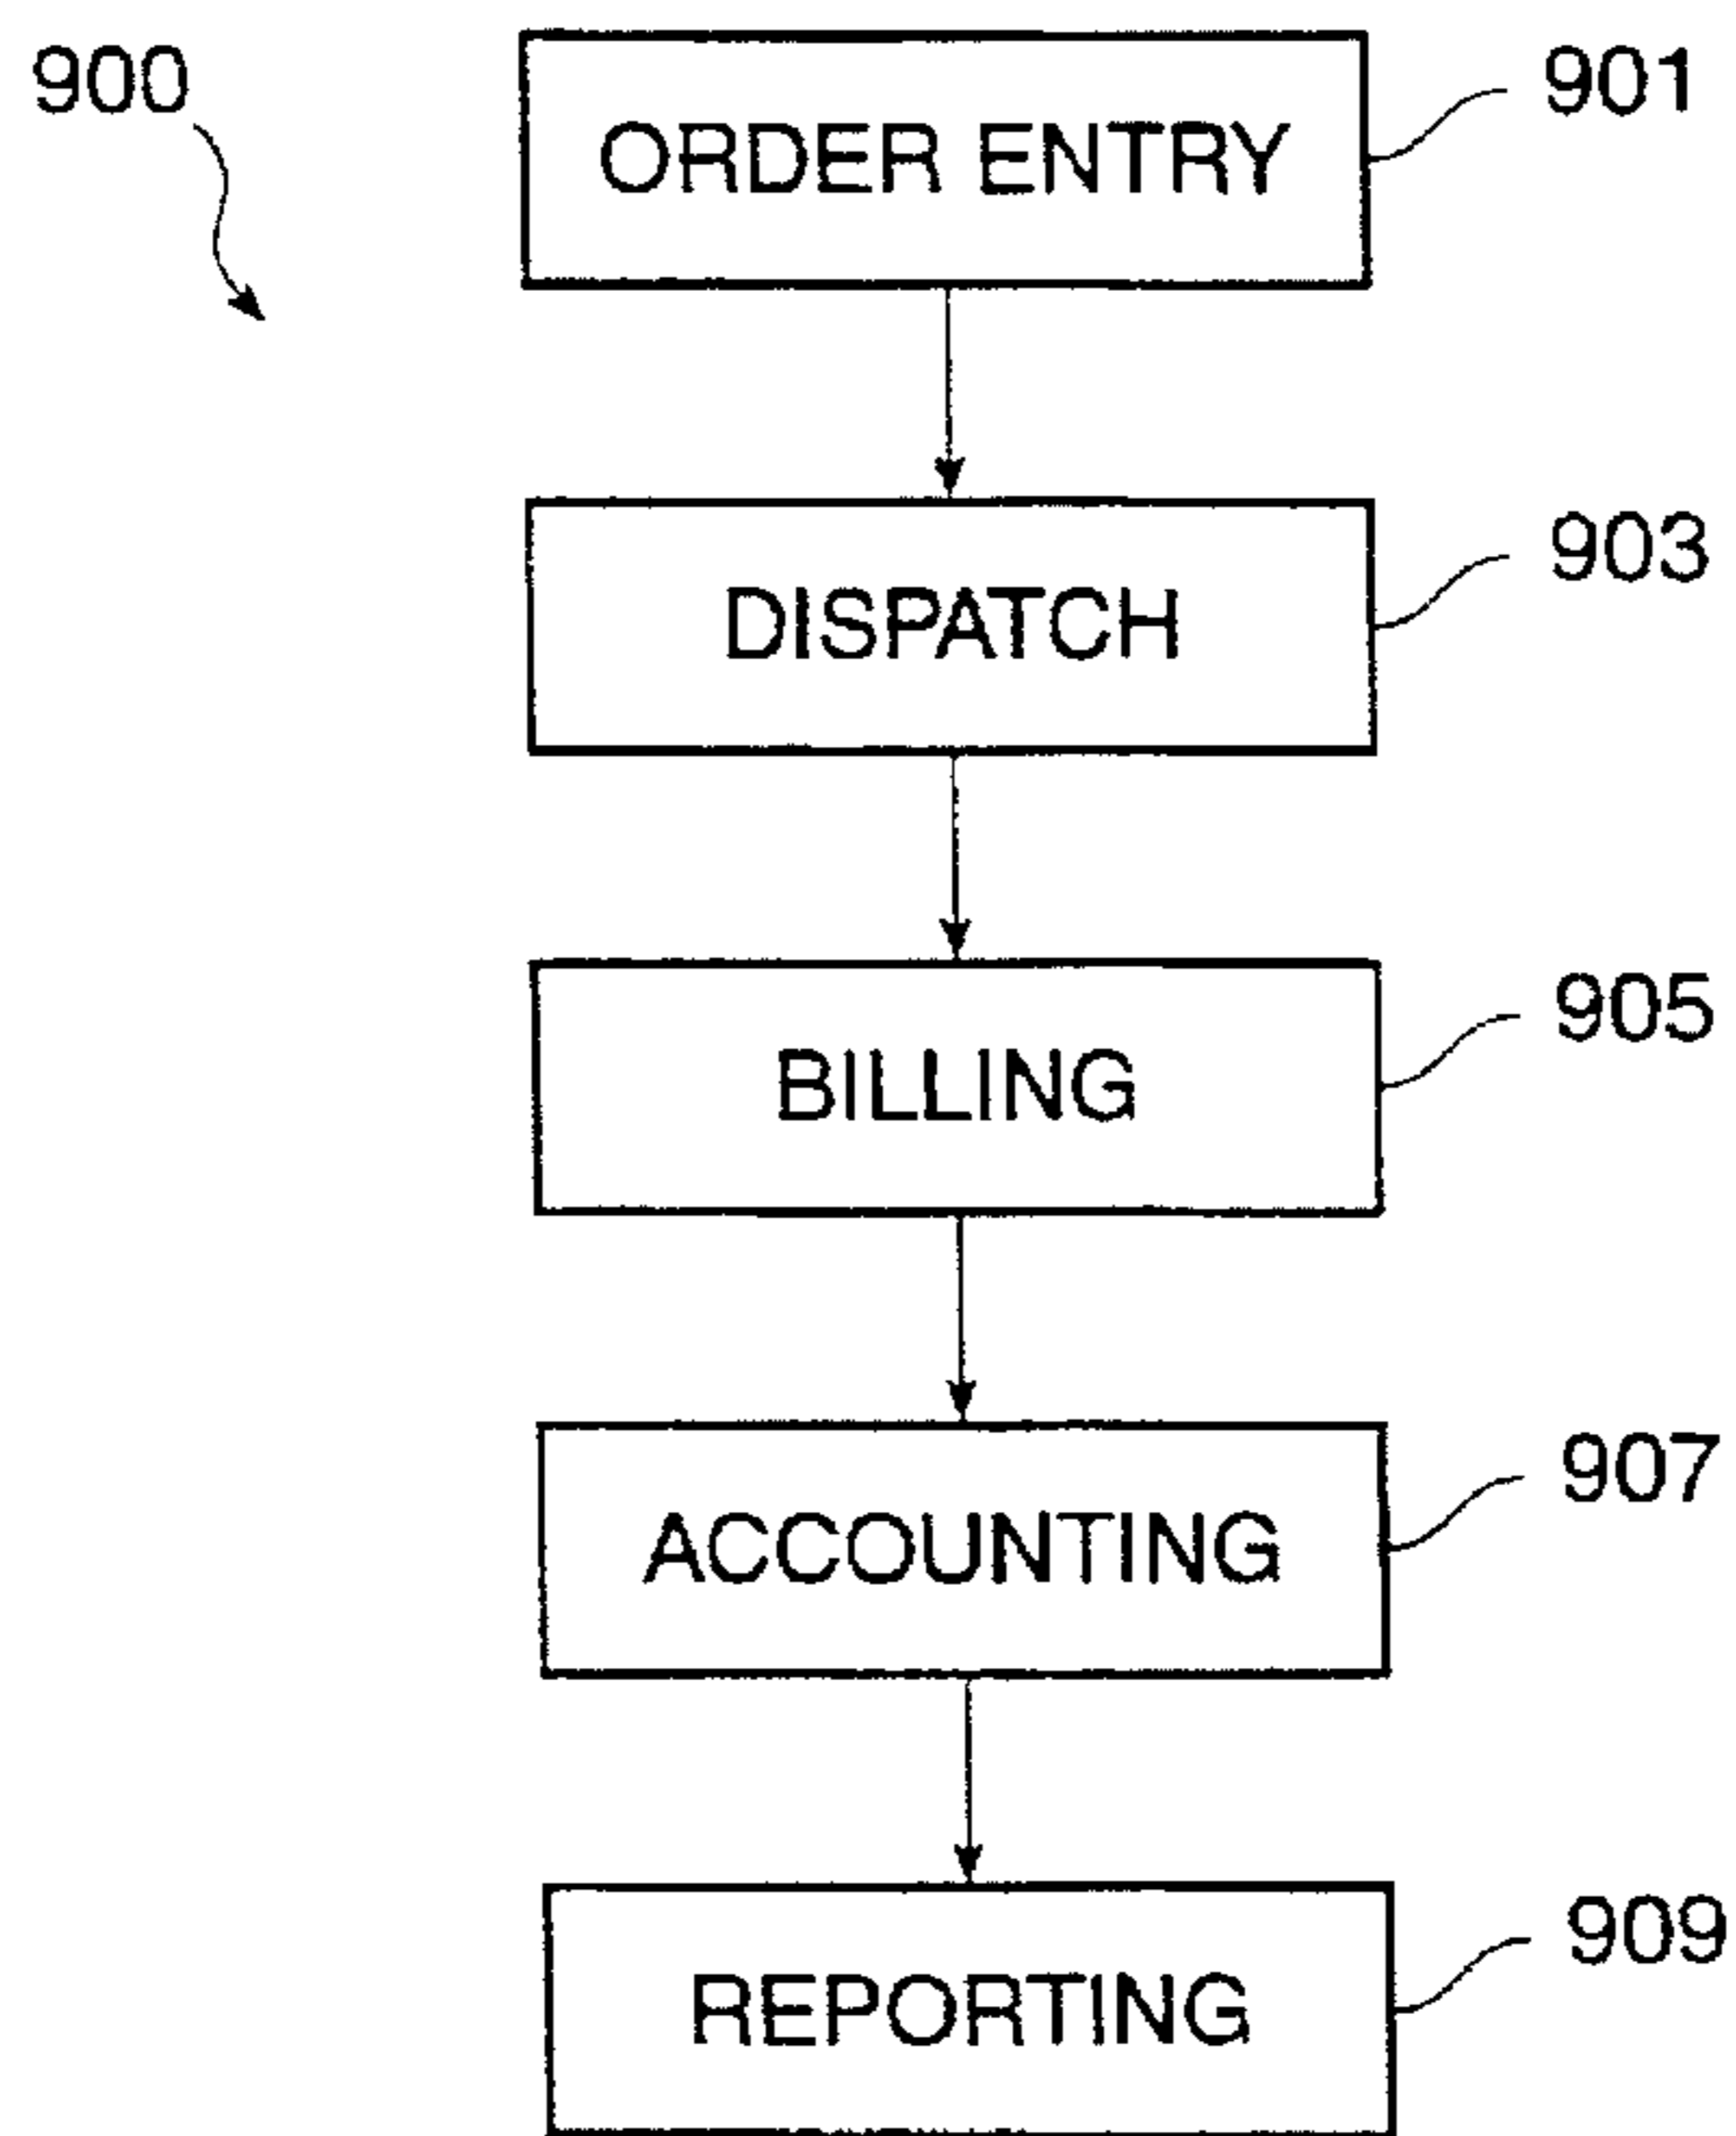 900
ORDER ENTRY
901
DISPATCH
903
BILLING
905
ACCOUNTING
907
REPORTING
909